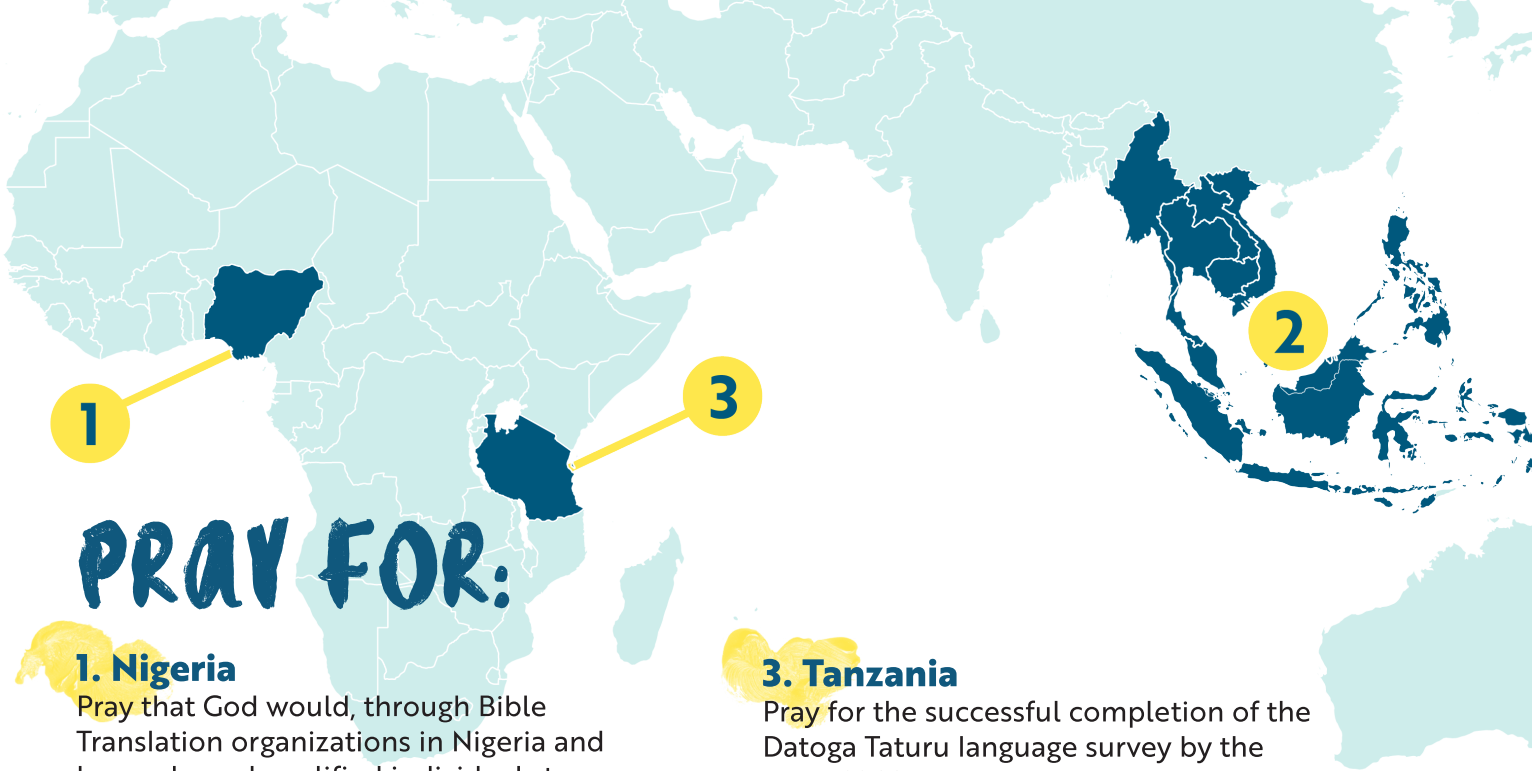 1
2
3
PRAY FOR:
1. Nigeria
Pray that God would, through Bible
Translation organizations in Nigeria and
3. Tanzania
Pray for the successful completion of the
Datoga Taturu language survey by the